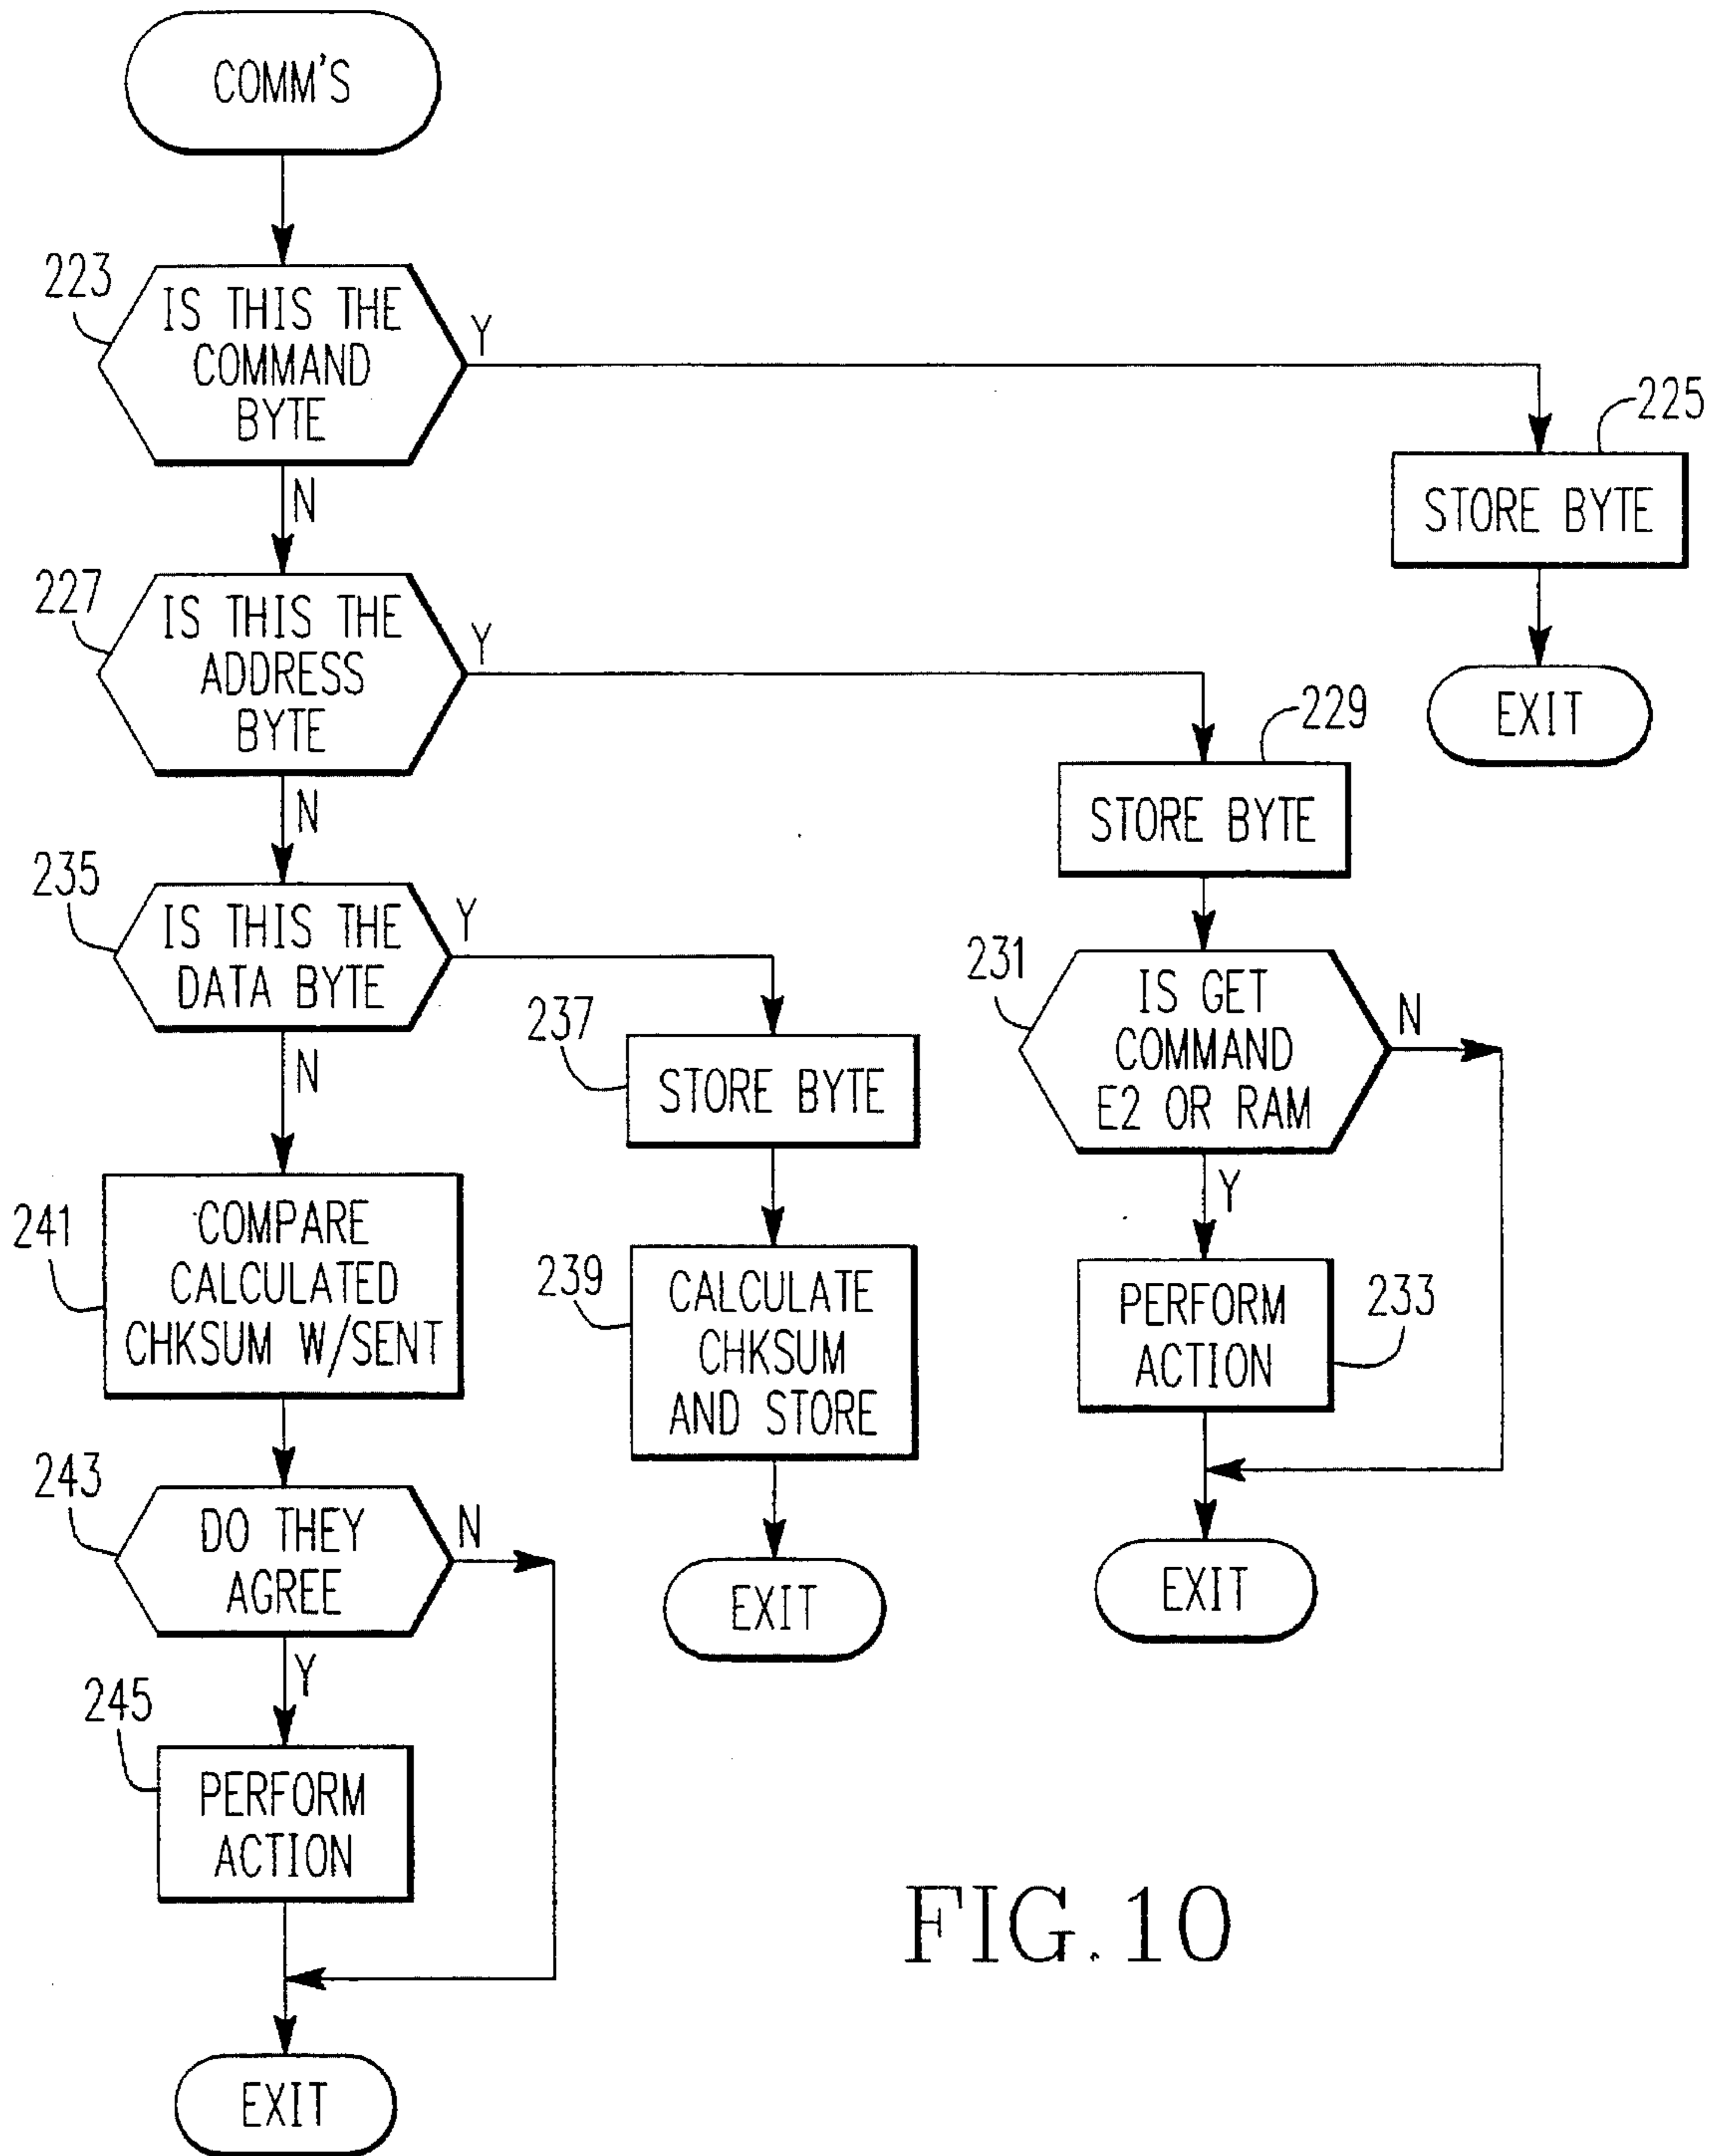 COMM'S
223
IS THIS THE
COMMAND
BYTE
Y
N
225
STORE BYTE
EXIT
227
IS THIS THE
ADDRESS
BYTE
Y
N
229
STORE BYTE
231
IS GET
COMMAND
E2 OR RAM
N
Y
PERFORM
ACTION
233
EXIT
235
IS THIS THE
DATA BYTE
Y
N
237
STORE BYTE
239
CALCULATE
CHKSUM
AND STORE
EXIT
241
COMPARE
CALCULATED
CHKSUM W/SENT
243
DO THEY
AGREE
N
Y
245
PERFORM
ACTION
EXIT
FIG. 10